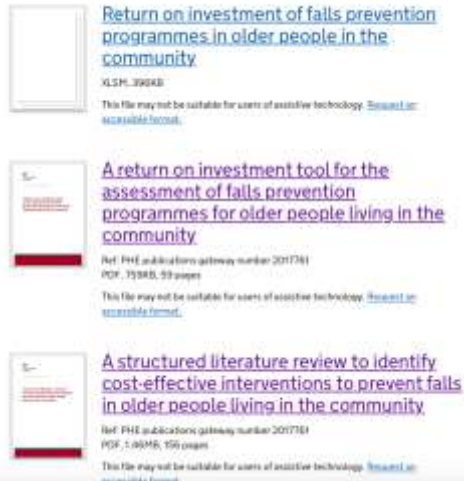 Return on investment of falls prevention
programmes in older people in the
community
XLSM, 396KB
This file may not be suitable for users of assistive technology. Request an
accessible format.
A return on investment tool for the
assessment of falls prevention
programmes for older people living in the
community
Ref: PHE publications gateway number 2017761
PDF, 759KB, 59 pages
This file may not be suitable for users of assistive technology. Request an
accessible format.
A structured literature review to identify
cost-effective interventions to prevent falls
in older people living in the community
Ref: PHE publications gateway number 2017761
PDF, 1.46MB, 156 pages
This file may not be suitable for users of assistive technology. Request an
accessible format.